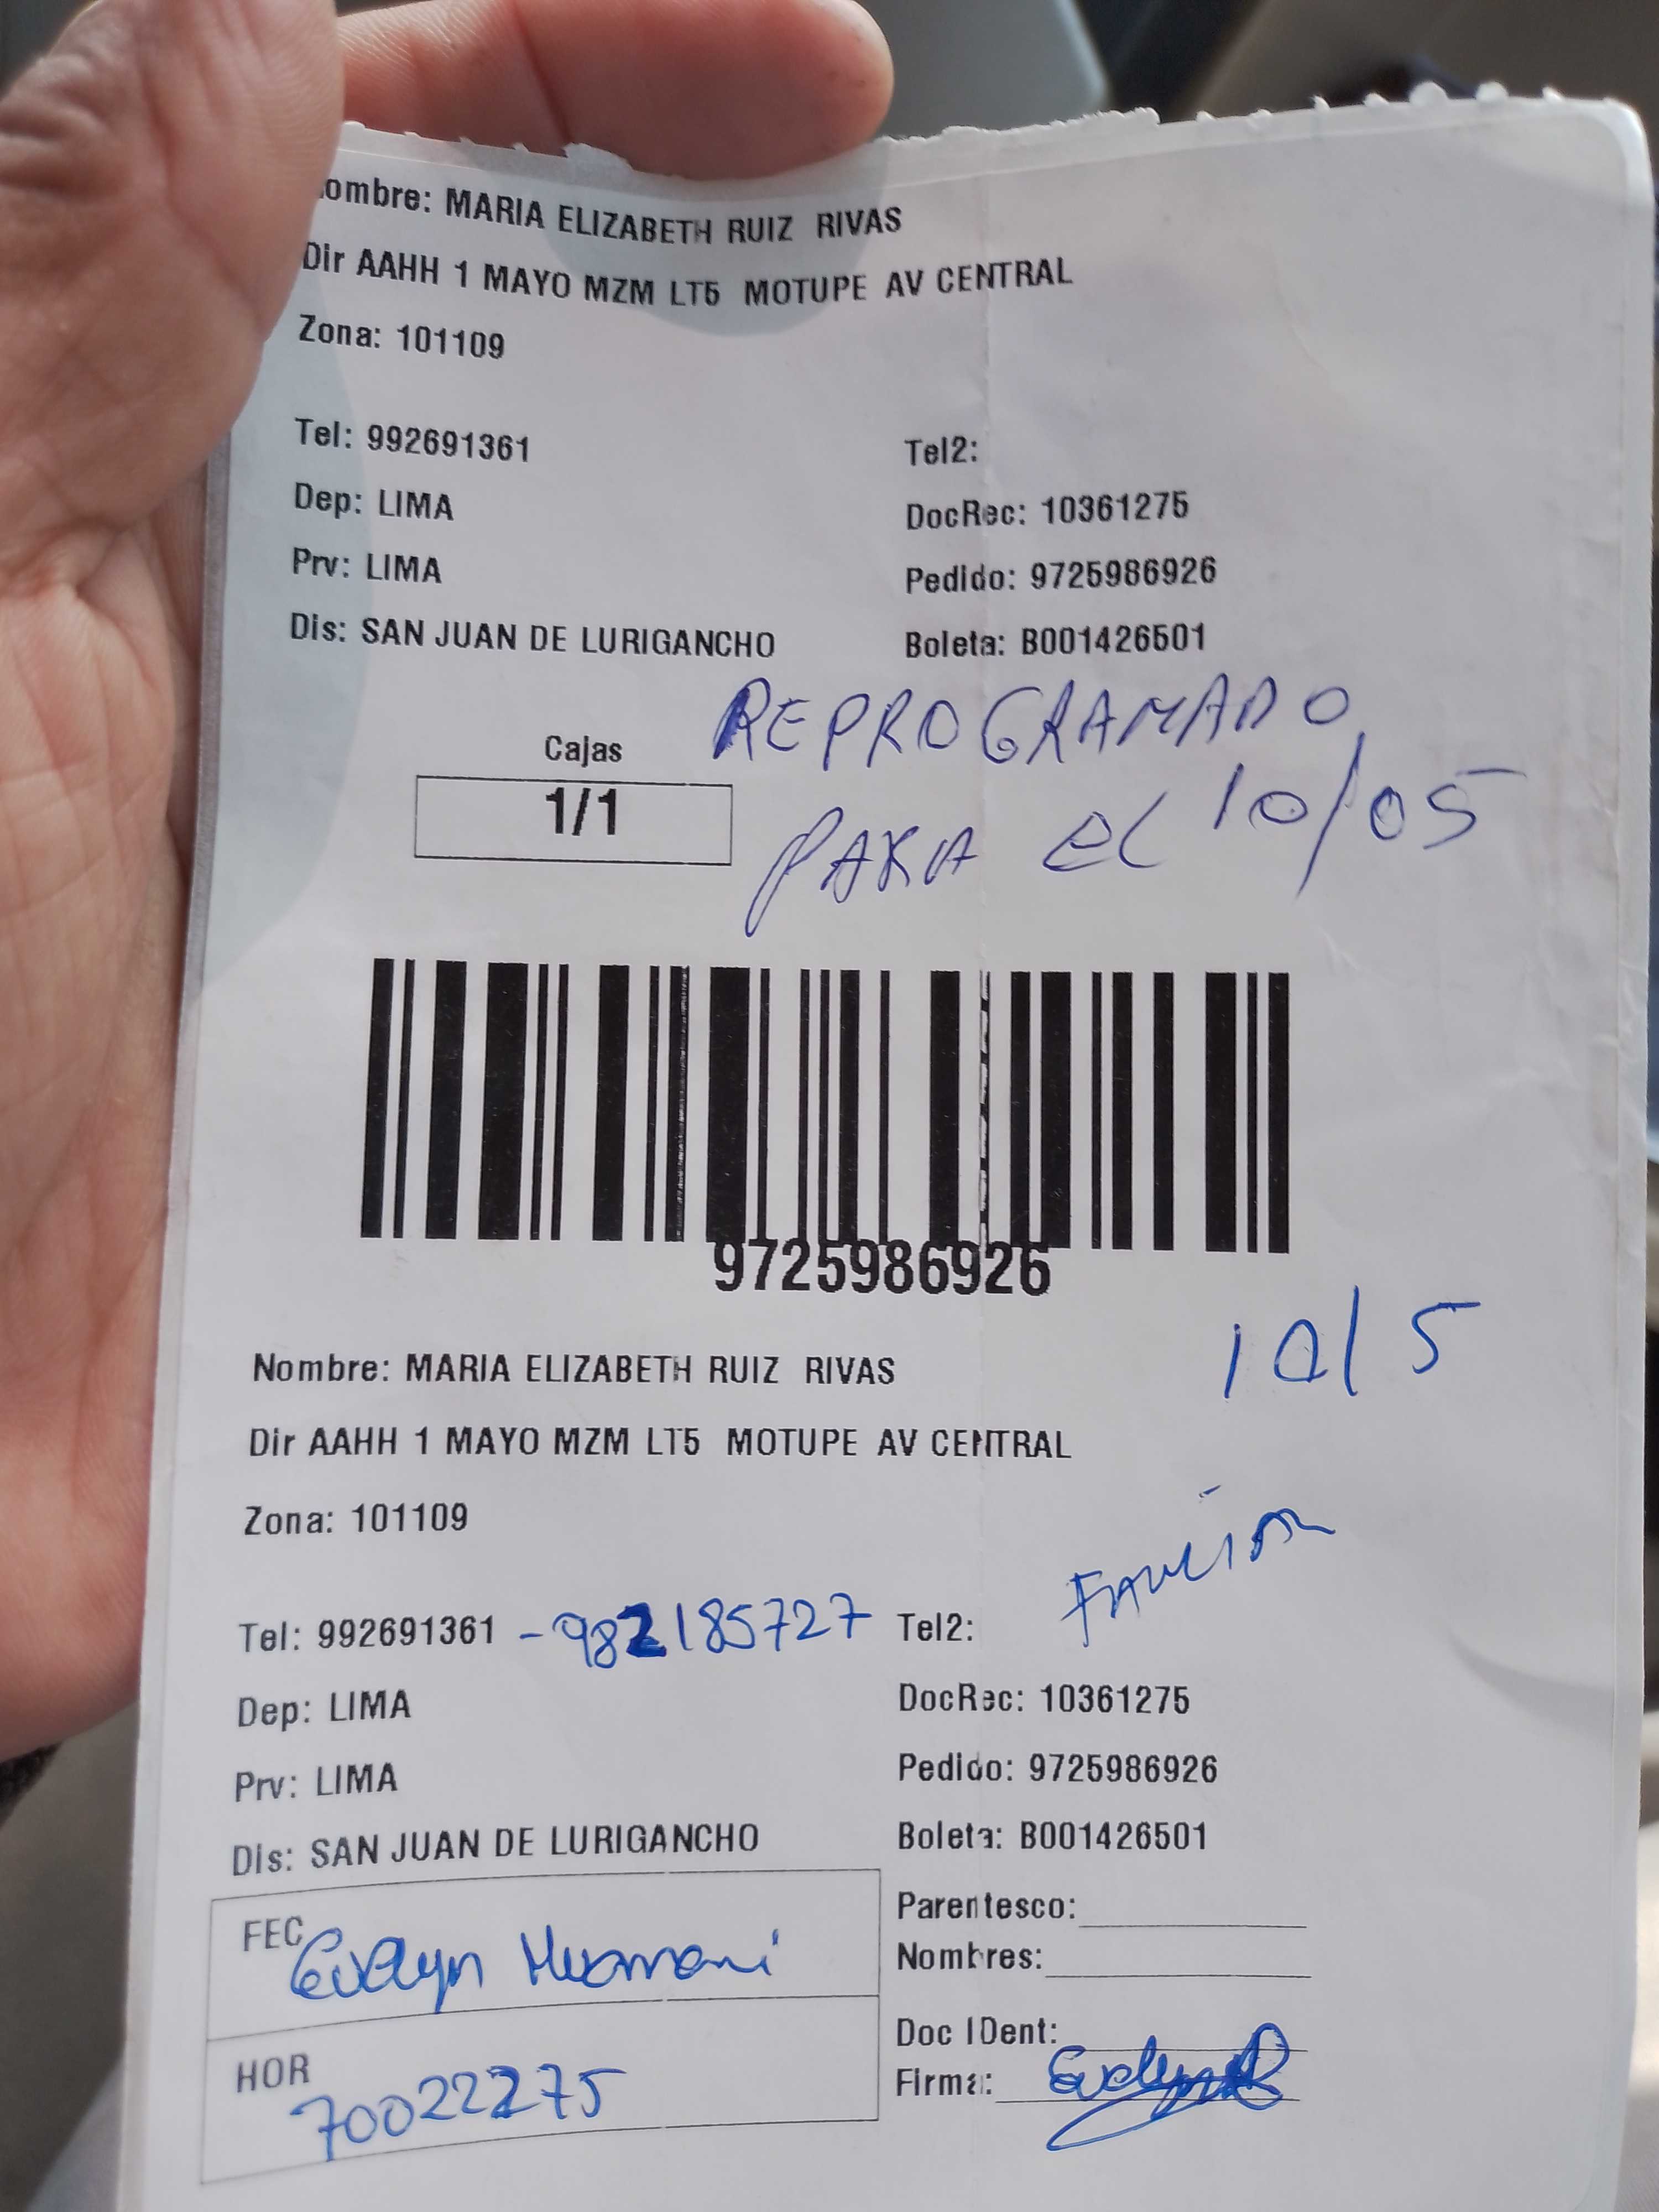 ombre: MARIA ELIZABETH RUIZ RIVAS
Dir AAHH 1 MAYO MZM LT5 MOTUPE AV CENTRAL
Zona: 101109
Tel: 992691361 Tel2:
Dep: LIMA DocRec: 10361275
Prv: LIMA Pedido: 9725986926
Dis: SAN JUAN DE LURIGANCHO Boleta: B001426501
REPROGRAMADO
Cajas
1/1
PARA EL 10/05
9725986926
10/5
Nombre: MARIA ELIZABETH RUIZ RIVAS
Dir AAHH 1 MAYO MZM LT5 MOTUPE AV CENTRAL
Zona: 101109
Tel: 992691361 - 982185727 Tel2:
Dep: LIMA DocRec: 10361275
Prv: LIMA Pedido: 9725986926
Dis: SAN JUAN DE LURIGANCHO Boleta: B001426501
FEC Evelyn Huamani
Parentesco:
Nombres:
HOR 70022275
Doc IDent:
Firma: Evelyn